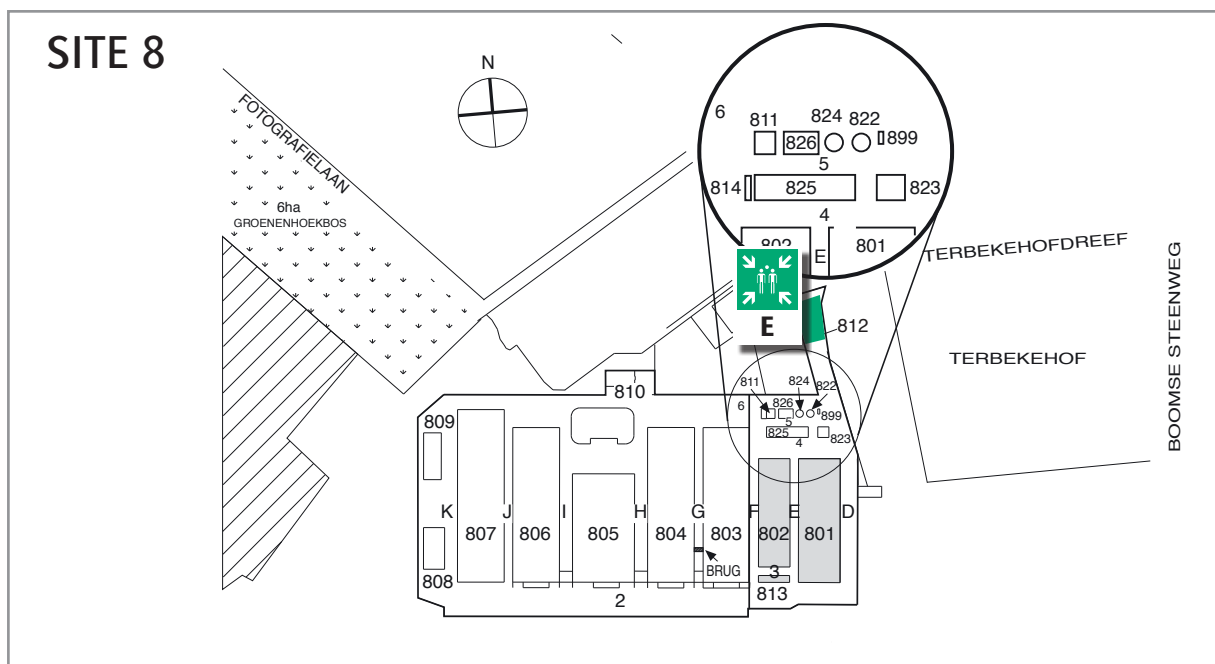 SITE 8
N
FOTOGRAFIELAAN
6ha
GROENENHOEKBOS
6
811
824
822
826
899
5
814
825
823
4
802
E
801
E
812
TERBEKEHOFDREEF
TERBEKEHOF
BOOMSE STEENWEG
810
811
824
822
826
6
899
5
825
4
823
809
K
J
I
H
G
F
E
D
807
806
805
804
803
802
801
BRUG
808
3
813
2